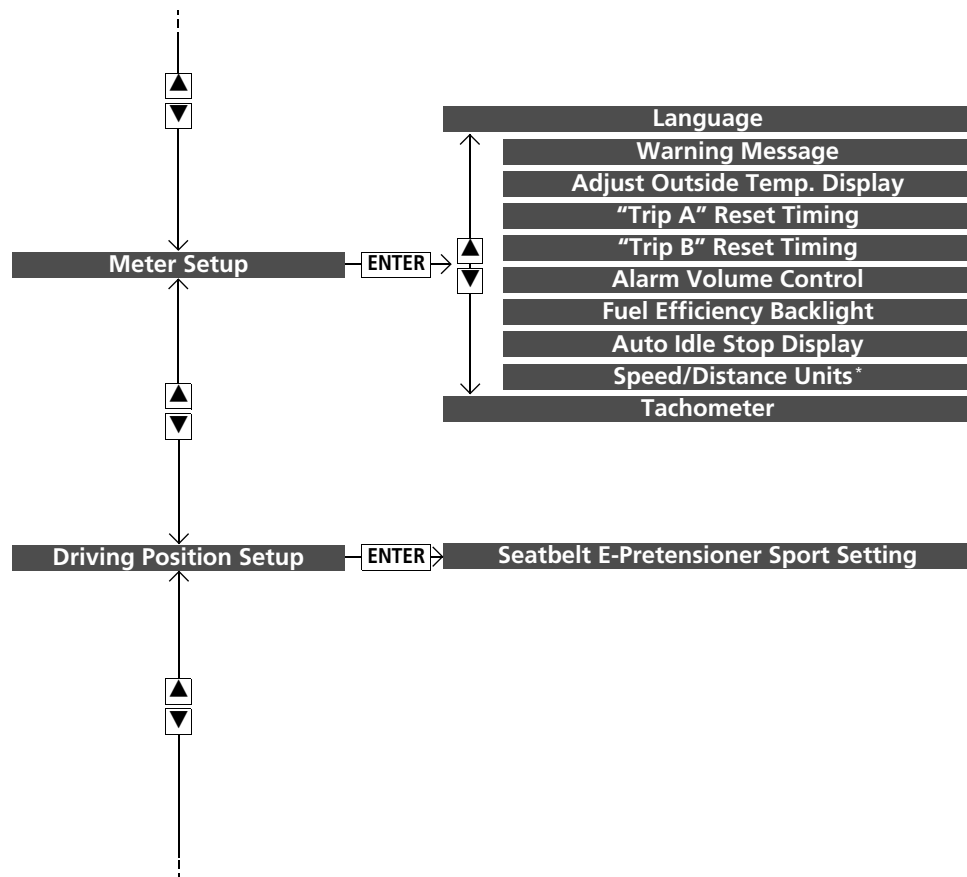 Language
Warning Message
Adjust Outside Temp. Display
“Trip A” Reset Timing
“Trip B” Reset Timing
Meter Setup
ENTER
Alarm Volume Control
Fuel Efficiency Backlight
Auto Idle Stop Display
Speed/Distance Units*
Tachometer
Driving Position Setup
ENTER
Seatbelt E-Pretensioner Sport Setting